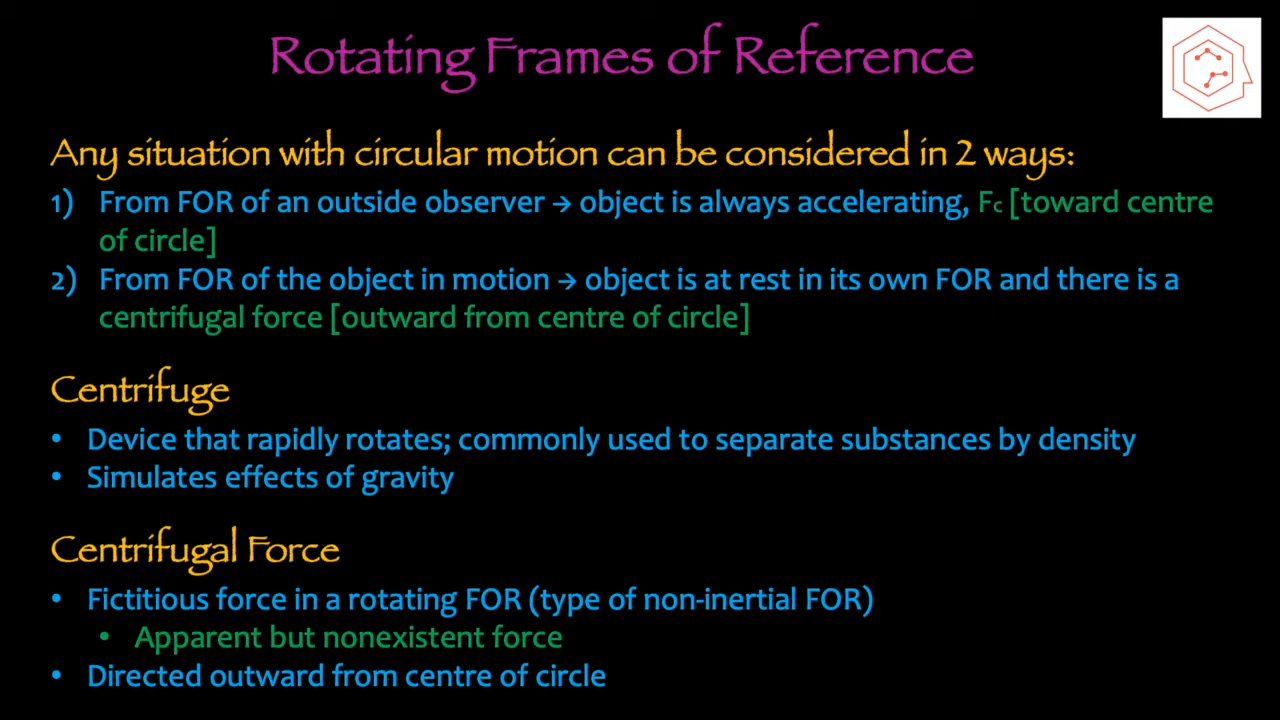 Rotating Frames of Reference
Any situation with circular motion can be considered in 2 ways:
1) From FOR of an outside observer → object is always accelerating, Fc [toward centre
of circle]
2) From FOR of the object in motion → object is at rest in its own FOR and there is a
centrifugal force [outward from centre of circle]
Centrifuge
• Device that rapidly rotates; commonly used to separate substances by density
• Simulates effects of gravity
Centrifugal Force
• Fictitious force in a rotating FOR (type of non-inertial FOR)
• Apparent but nonexistent force
• Directed outward from centre of circle